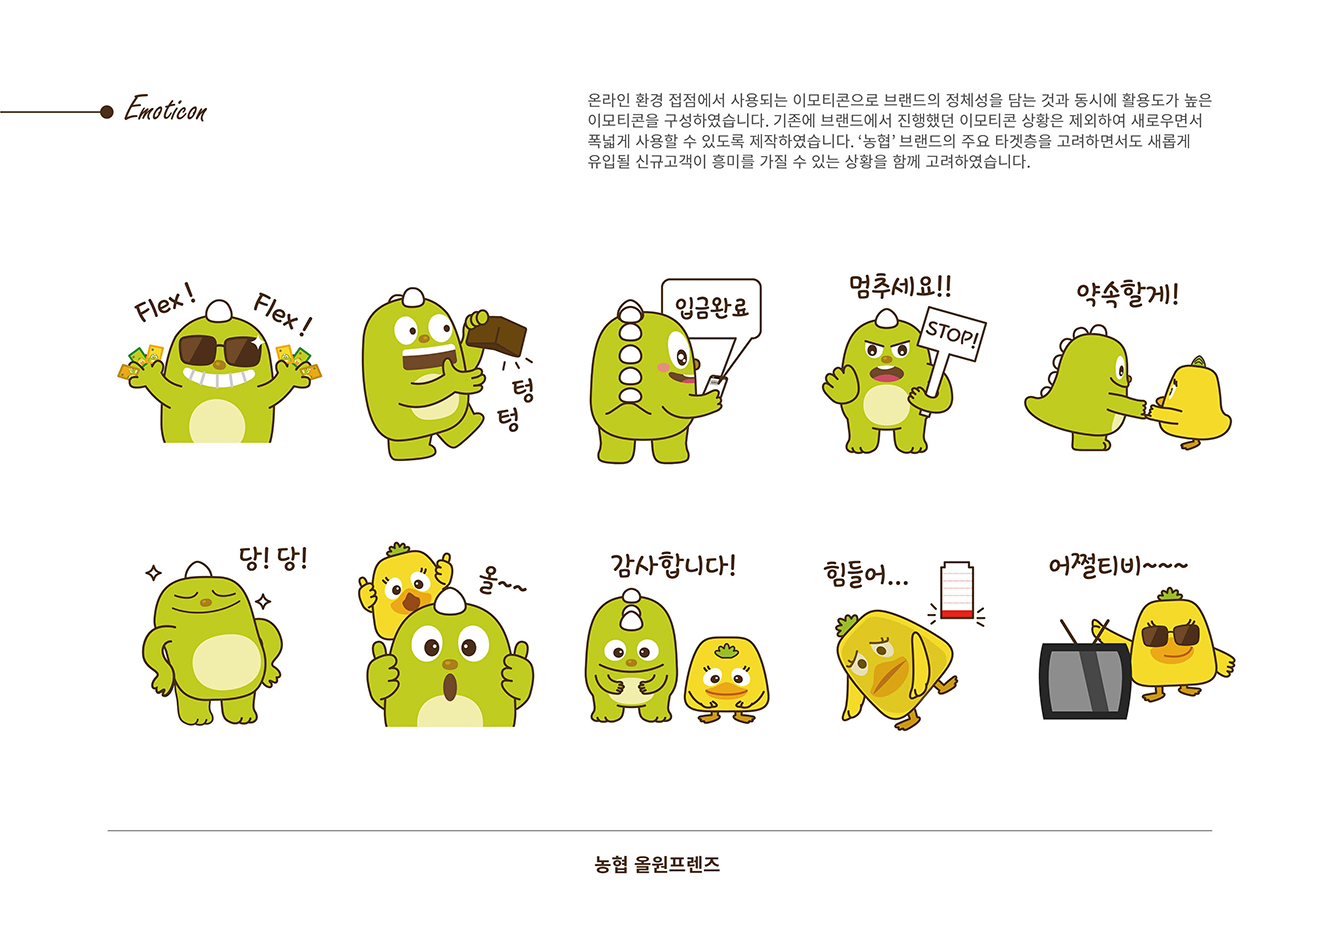 Emoticon
온라인 환경 접점에서 사용되는 이모티콘으로 브랜드의 정체성을 담는 것과 동시에 활용도가 높은
이모티콘을 구성하였습니다. 기존에 브랜드에서 진행했던 이모티콘 상황은 제외하여 새로우면서
폭넓게 사용할 수 있도록 제작하였습니다. ‘농협’ 브랜드의 주요 타겟층을 고려하면서도 새롭게
유입될 신규고객이 흥미를 가질 수 있는 상황을 함께 고려하였습니다.
Flex !
Flex !
텅
텅
입금완료
멈추세요!!
STOP!
약속할게!
당! 당!
올~~
감사합니다!
힘들어...
어쩔티비~~~
농협 올원프렌즈